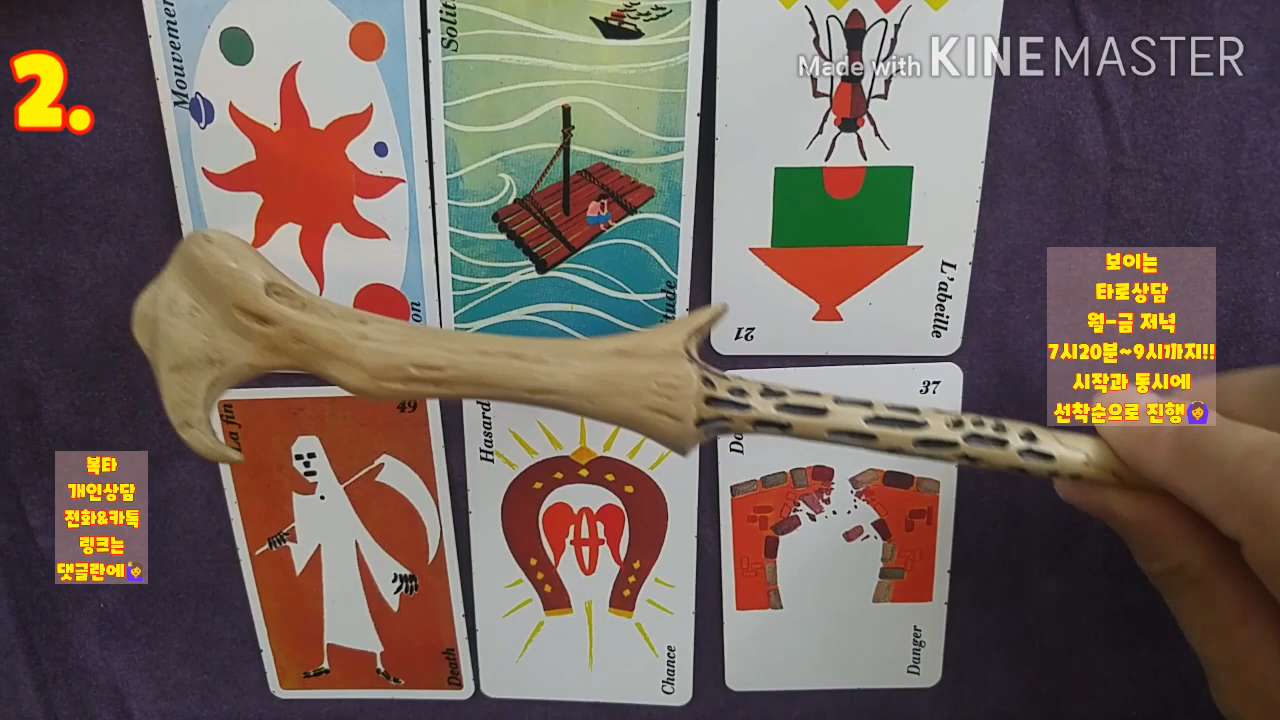 2.
Made with KINEMASTER
L'abeille
21
보이는
타로상담
월-금 저녁
7시20분~9시까지!!
시작과 동시에
선착순으로 진행🙆‍♀️
La fin
49
Death
Hasard
Chance
37
Danger
복타
개인상담
전화&카톡
링크는
댓글란에🙆‍♀️